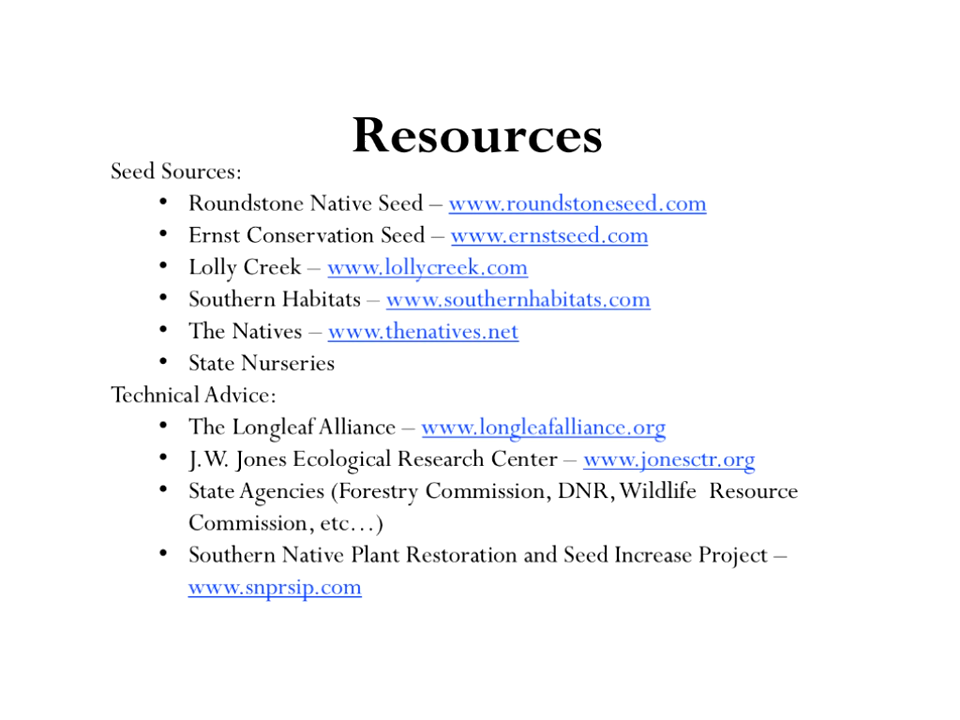 Resources
Seed Sources:
• Roundstone Native Seed – www.roundstoneseed.com
• Ernst Conservation Seed – www.ernstseed.com
• Lolly Creek – www.lollycreek.com
• Southern Habitats – www.southernhabitats.com
• The Natives – www.thenatives.net
• State Nurseries
Technical Advice:
• The Longleaf Alliance – www.longleafalliance.org
• J.W. Jones Ecological Research Center – www.jonesctr.org
• State Agencies (Forestry Commission, DNR, Wildlife Resource
Commission, etc…)
• Southern Native Plant Restoration and Seed Increase Project –
www.snprsip.com